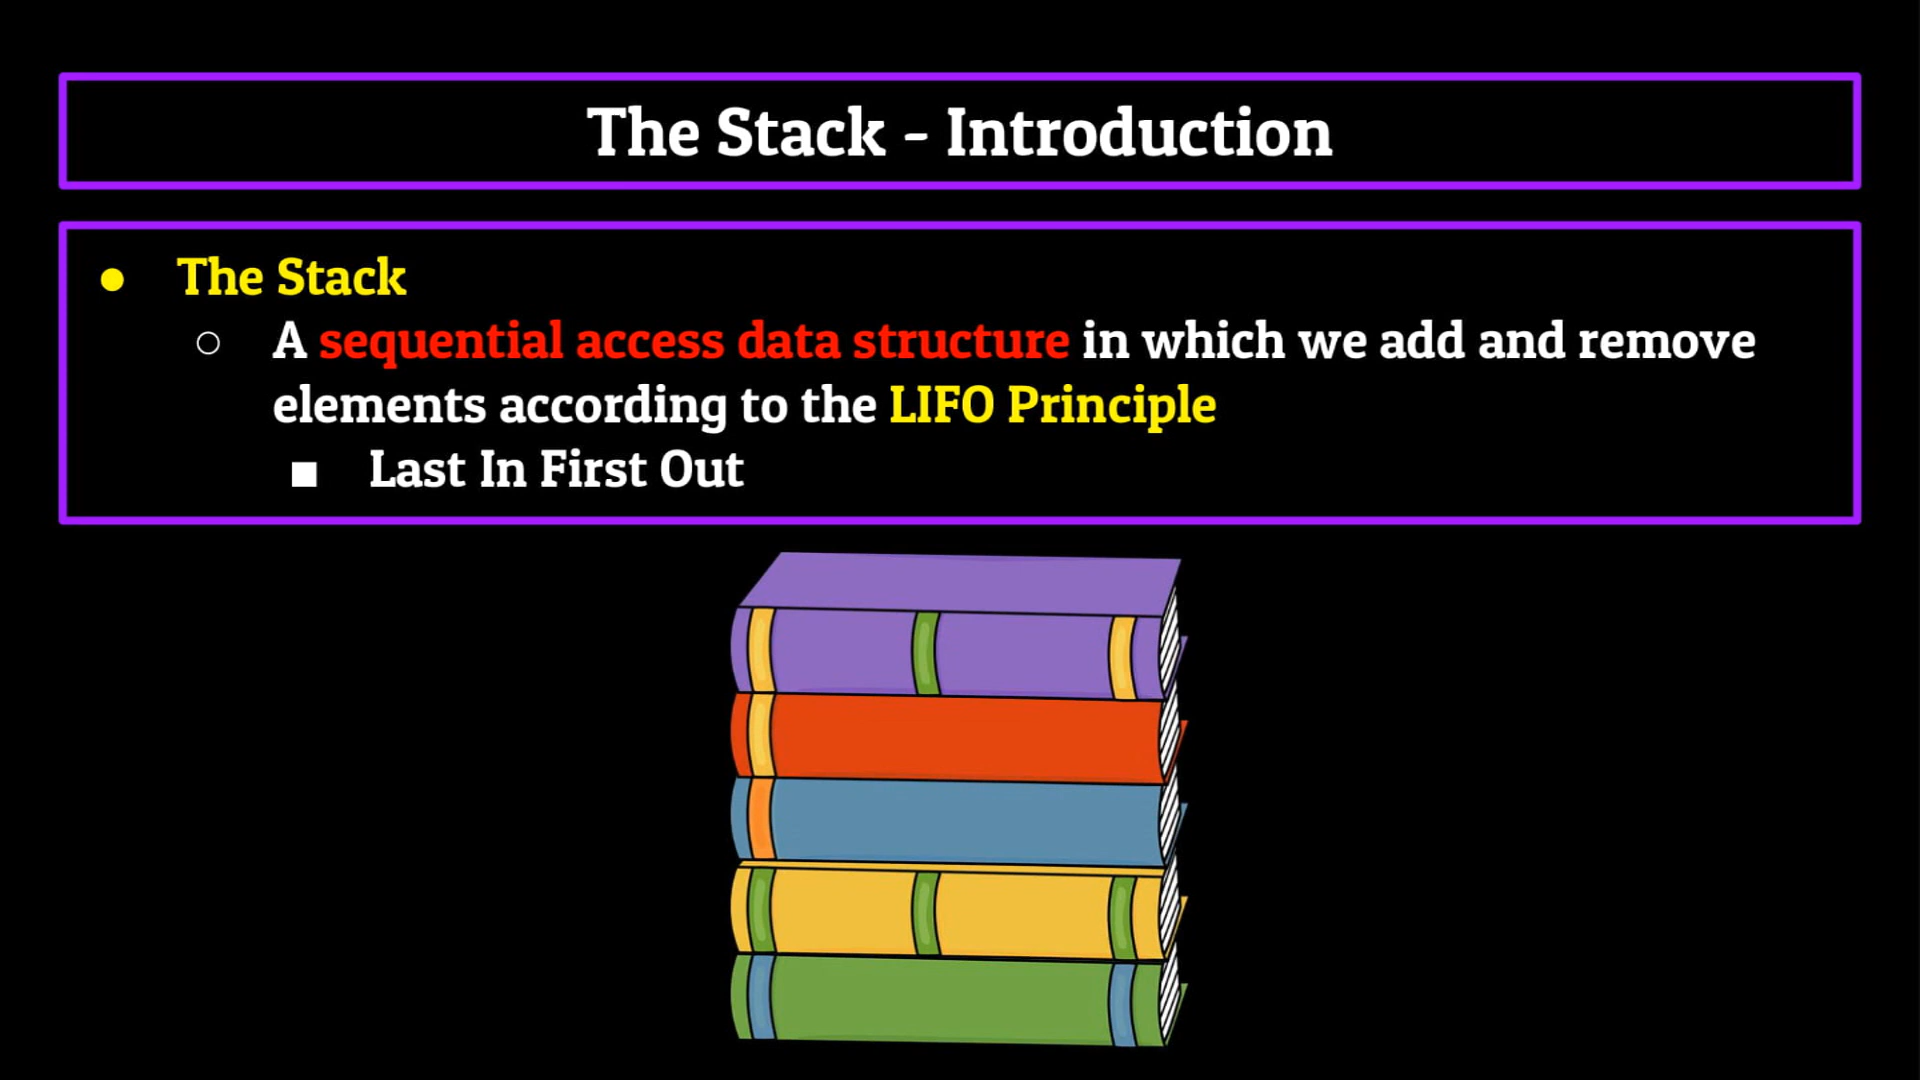 The Stack - Introduction
● The Stack
○ A sequential access data structure in which we add and remove
elements according to the LIFO Principle
■ Last In First Out